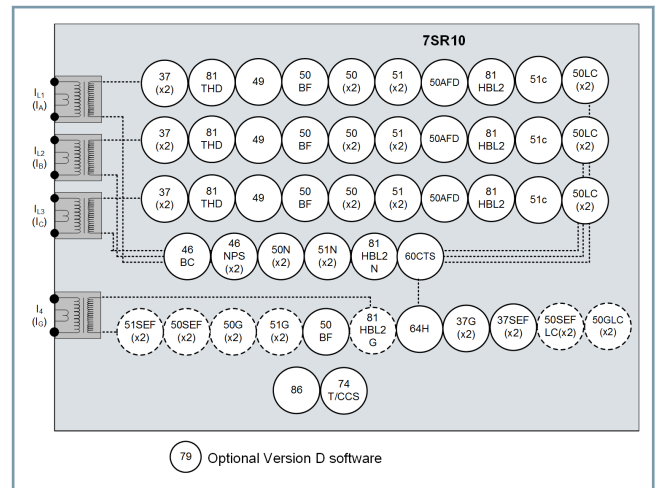 7SR10
IL1
(IA)
37
(x2)
81
THD
49
50
BF
50
(x2)
51
(x2)
50AFD
81
HBL2
51c
50LC
(x2)
IL2
(IB)
37
(x2)
81
THD
49
50
BF
50
(x2)
51
(x2)
50AFD
81
HBL2
51c
50LC
(x2)
IL3
(IC)
37
(x2)
81
THD
49
50
BF
50
(x2)
51
(x2)
50AFD
81
HBL2
51c
50LC
(x2)
46
BC
46
NPS
(x2)
50N
(x2)
51N
(x2)
81
HBL2
N
60CTS
I4
(IG)
51SEF
(x2)
50SEF
(x2)
50G
(x2)
51G
(x2)
50
BF
81
HBL2
G
64H
37G
(x2)
37SEF
(x2)
50SEF
LC(x2)
50GLC
(x2)
86
74
T/CCS
79
Optional Version D software